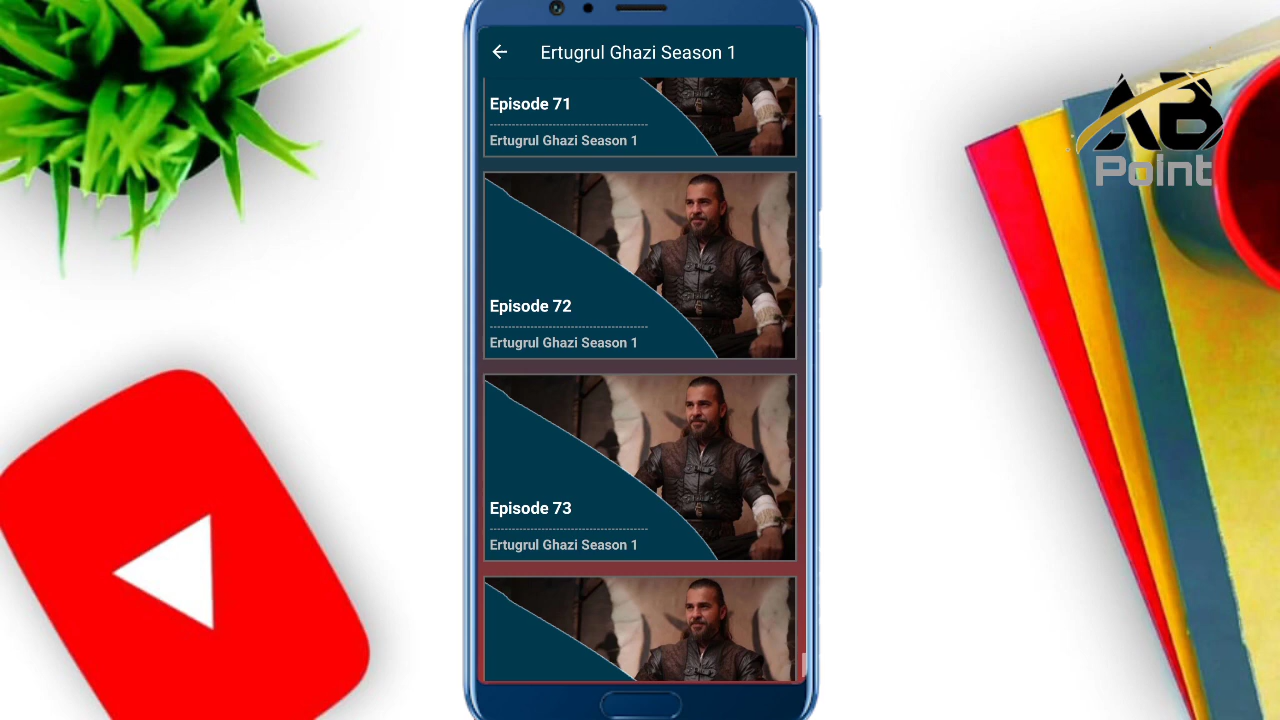 Ertugrul Ghazi Season 1
Episode 71
Ertugrul Ghazi Season 1
Episode 72
Ertugrul Ghazi Season 1
Episode 73
Ertugrul Ghazi Season 1
AB
Point